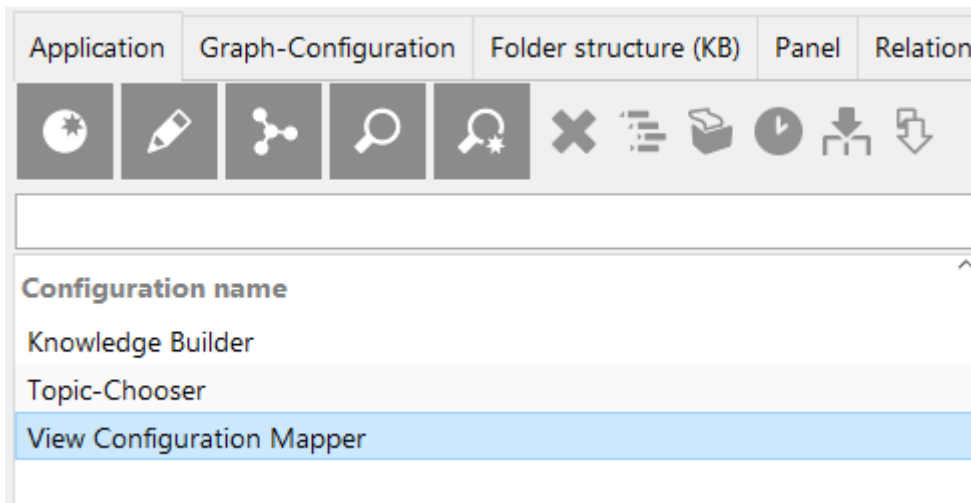 Application Graph-Configuration Folder structure (KB) Panel Relation
Configuration name
Knowledge Builder
Topic-Chooser
View Configuration Mapper